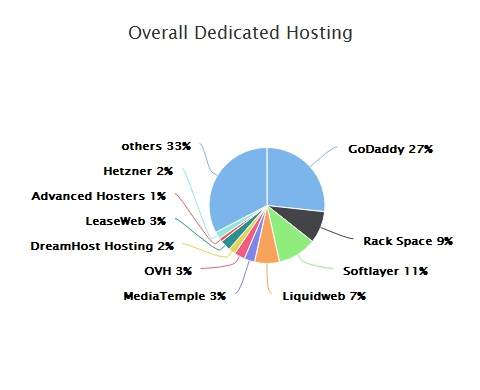 Overall Dedicated Hosting
others 33%
GoDaddy 27%
Hetzner 2%
Advanced Hosters 1%
LeaseWeb 3%
Rack Space 9%
DreamHost Hosting 2%
OVH 3%
Softlayer 11%
MediaTemple 3%
Liquidweb 7%